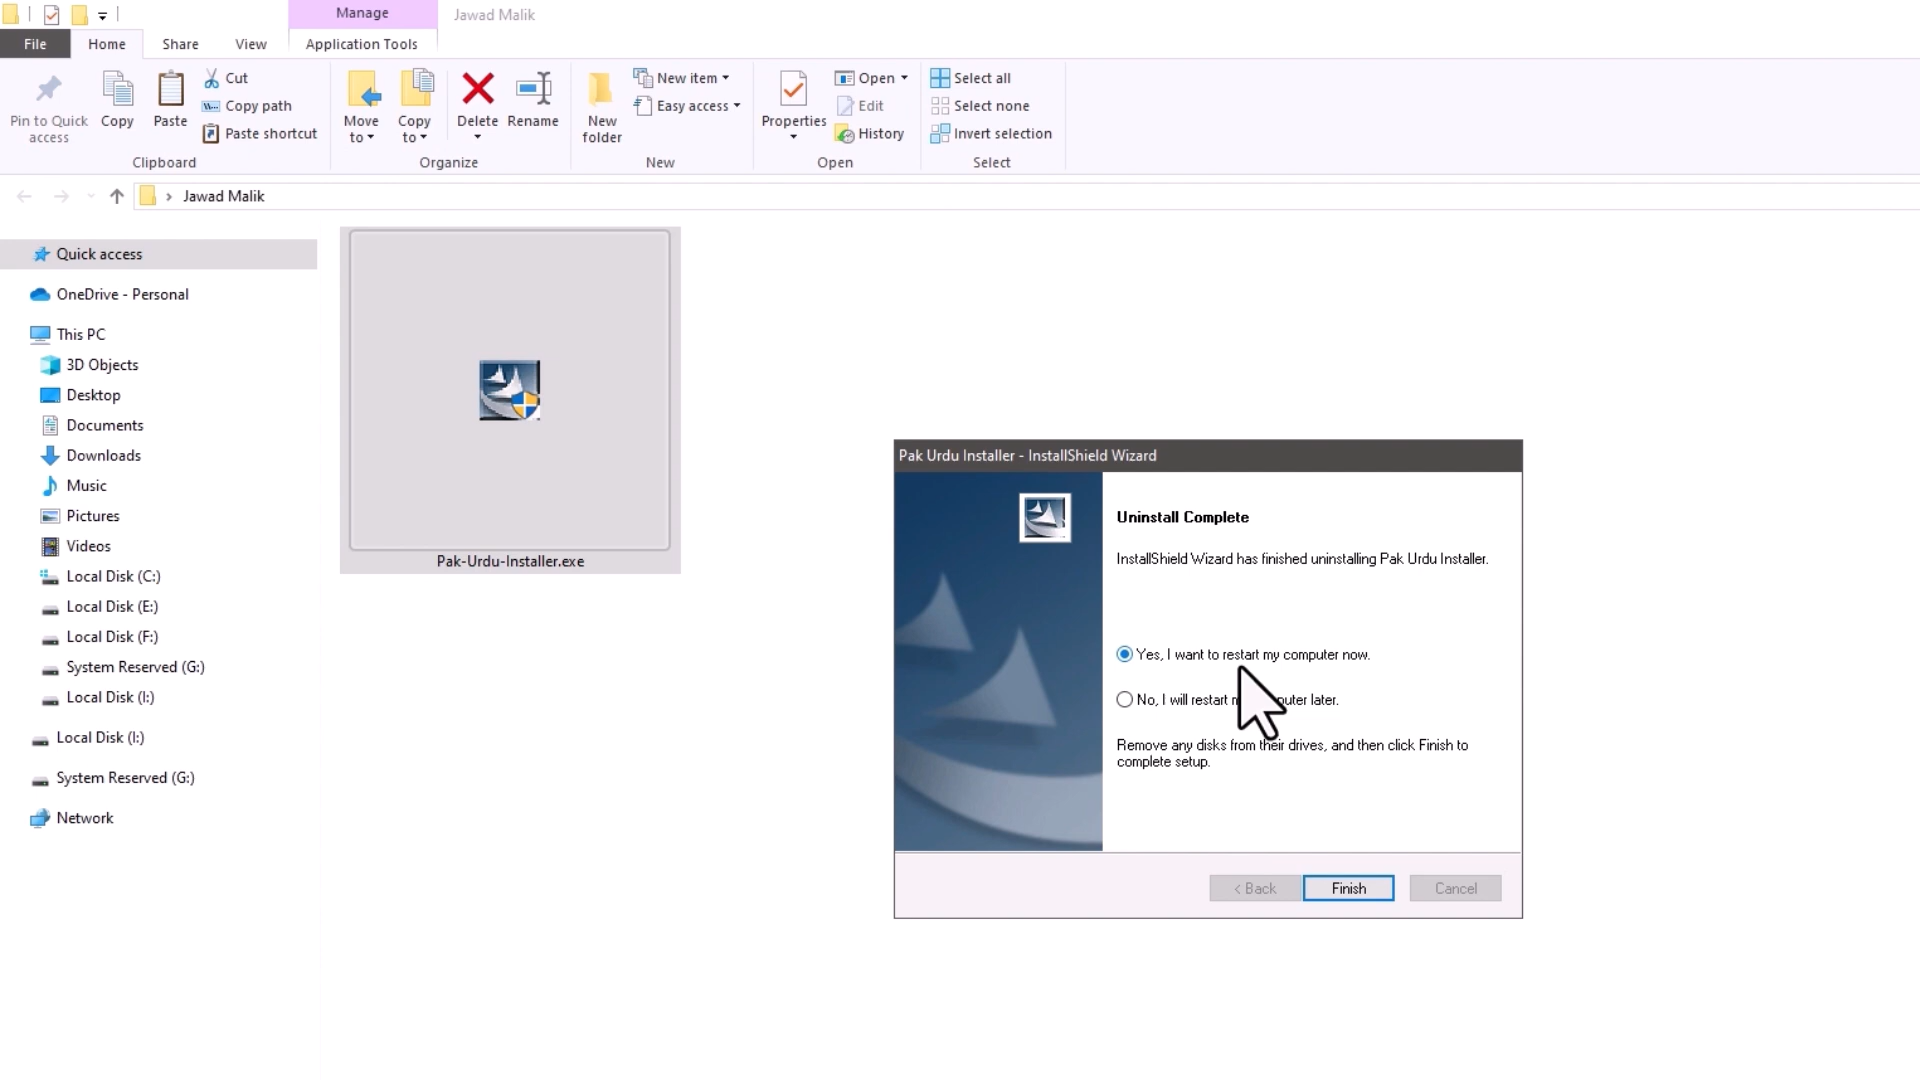 Manage
Jawad Malik
File
Home
Share
View
Application Tools
Pin to Quick
access
Copy
Paste
Cut
Copy path
Paste shortcut
Clipboard
Move
to
Copy
to
Delete
Rename
Organize
New
folder
New item
Easy access
New
Properties
Open
Edit
History
Open
Select all
Select none
Invert selection
Select
Jawad Malik
Quick access
OneDrive - Personal
This PC
3D Objects
Desktop
Documents
Downloads
Music
Pictures
Videos
Local Disk (C:)
Local Disk (E:)
Local Disk (F:)
System Reserved (G:)
Local Disk (I:)
Local Disk (I:)
System Reserved (G:)
Network
Pak-Urdu-Installer.exe
Pak Urdu Installer - InstallShield Wizard
Uninstall Complete
InstallShield Wizard has finished uninstalling Pak Urdu Installer.
Yes, I want to restart my computer now.
No, I will restart later.
Remove any disks from their drives, and then click Finish to
complete setup.
< Back
Finish
Cancel